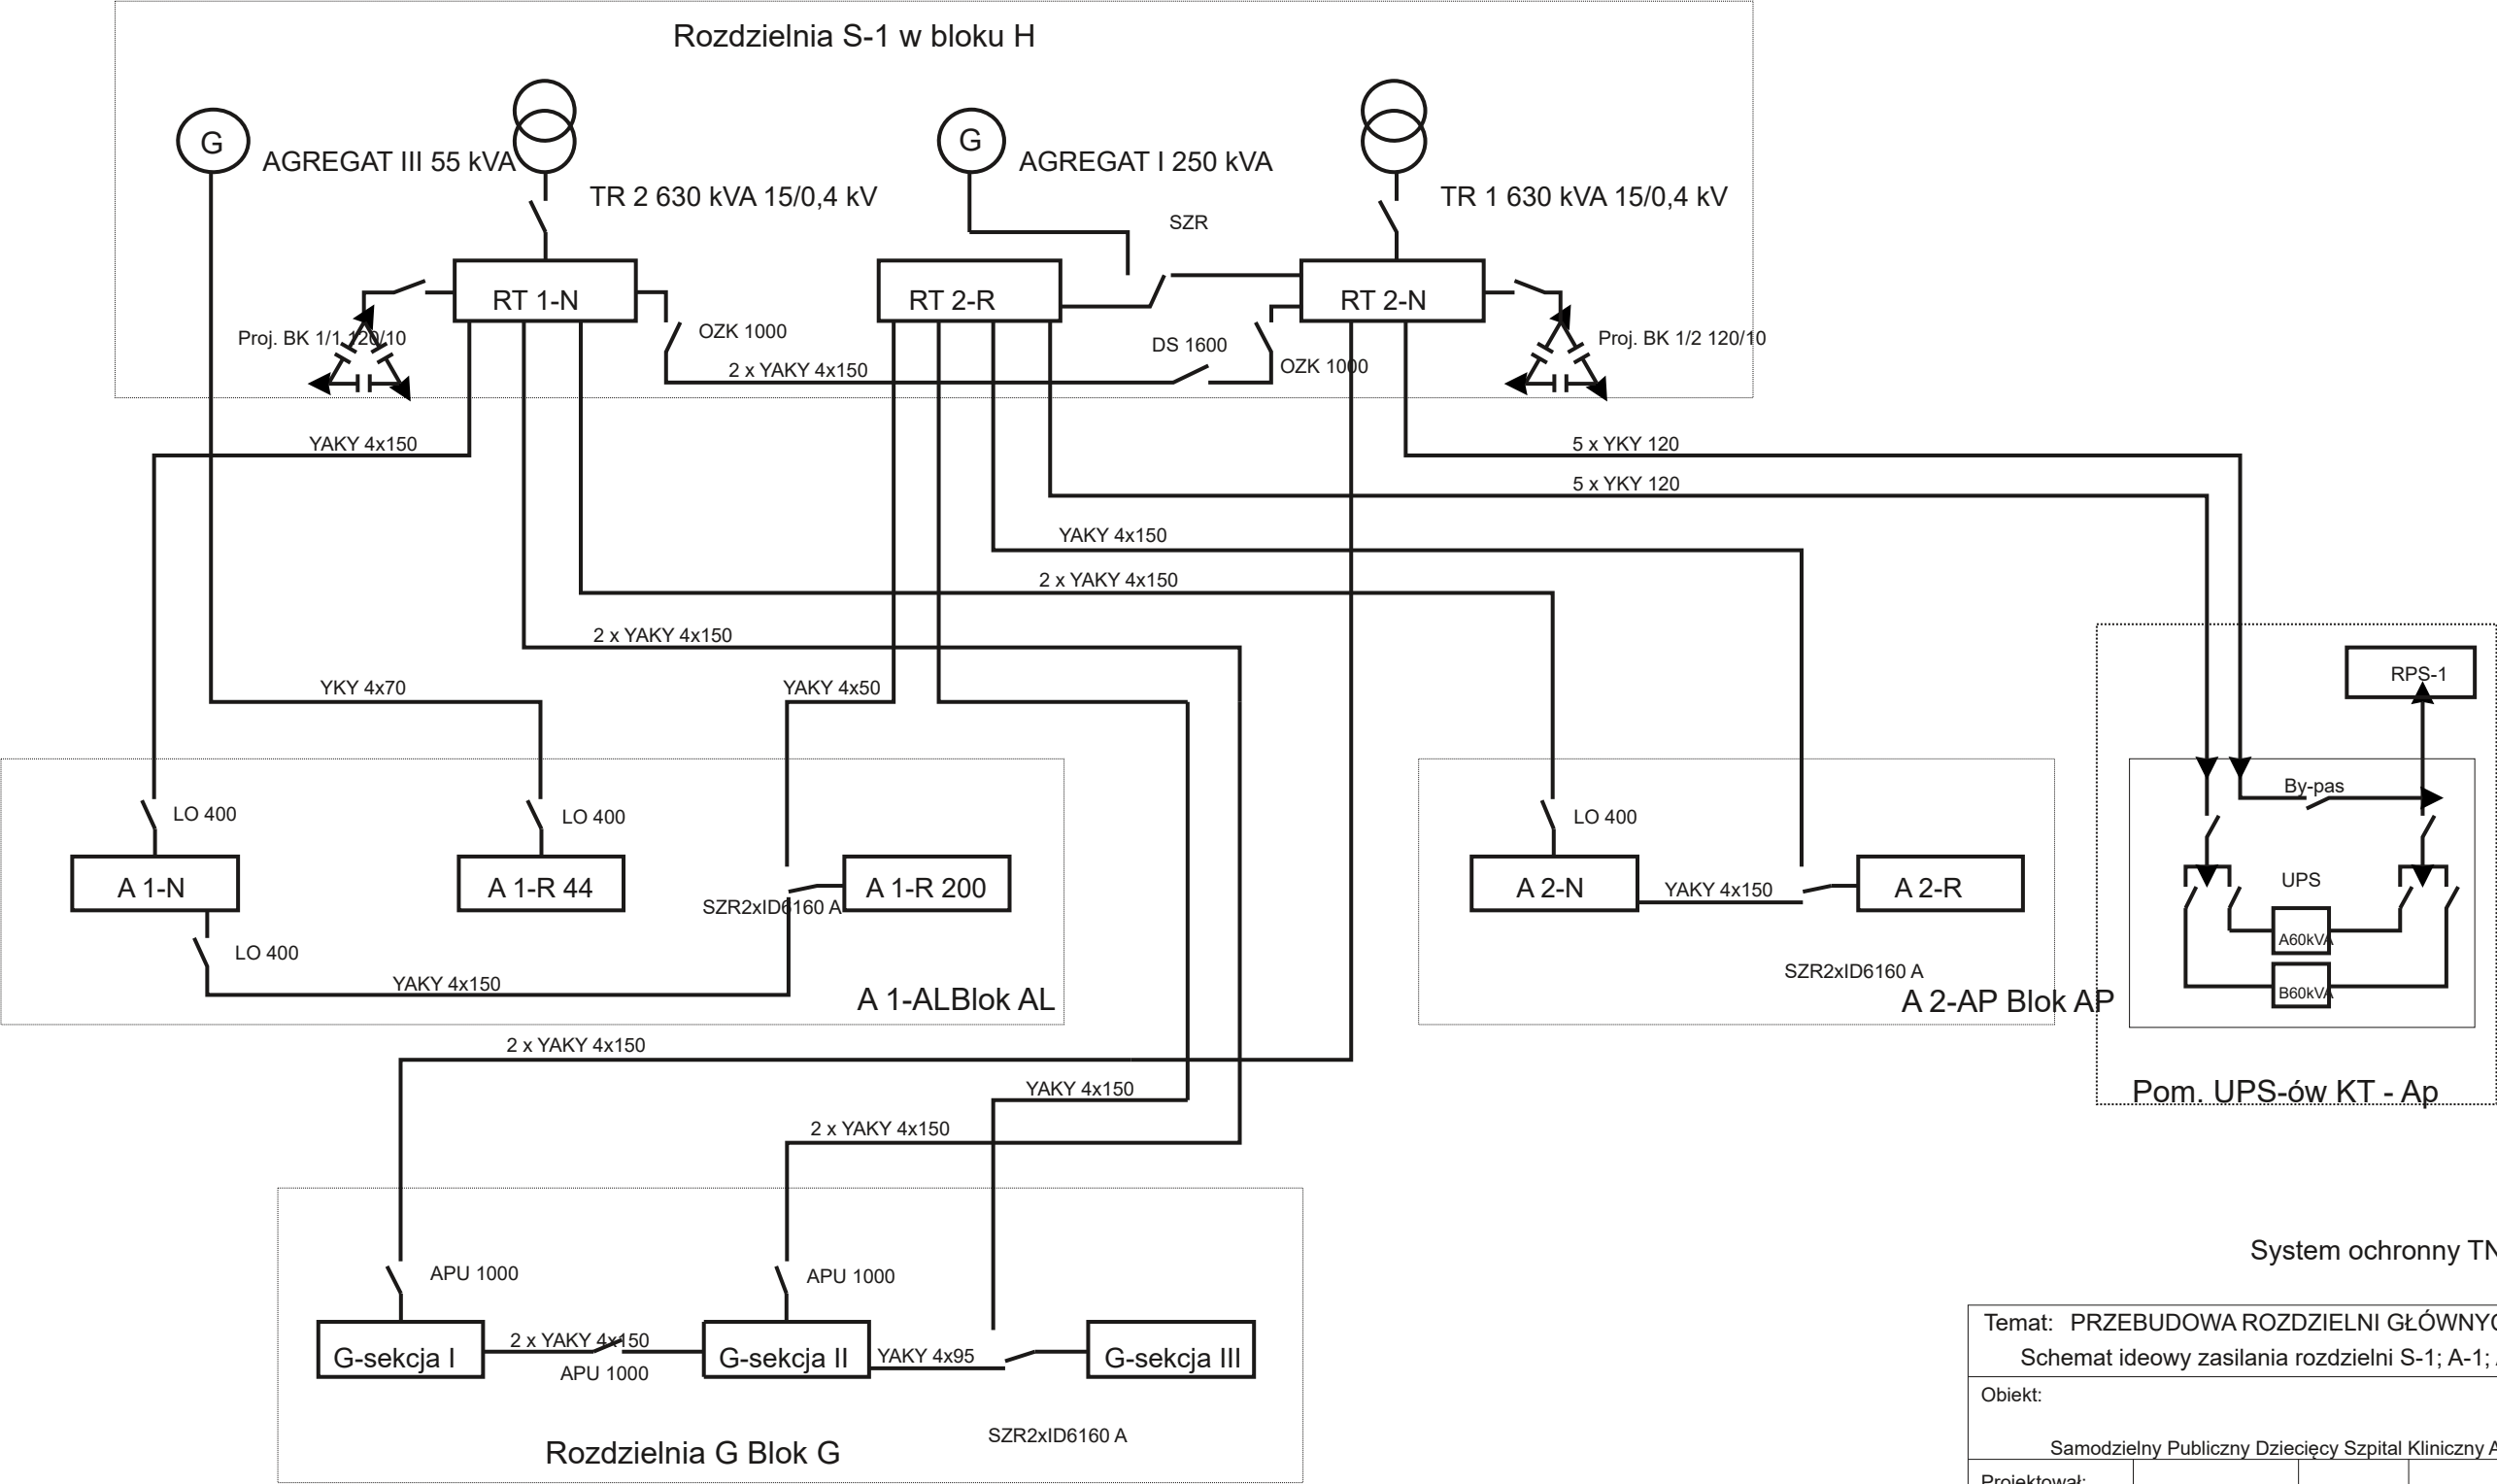 Rozdzielnia S-1 w bloku H
G
AGREGAT III 55 kVA
TR 2 630 kVA 15/0,4 kV
G
AGREGAT I 250 kVA
SZR
TR 1 630 kVA 15/0,4 kV
RT 1-N
RT 2-R
RT 2-N
Proj. BK 1/1 120/10
OZK 1000
2 x YAKY 4x150
DS 1600
OZK 1000
Proj. BK 1/2 120/10
YAKY 4x150
5 x YKY 120
5 x YKY 120
YAKY 4x150
2 x YAKY 4x150
2 x YAKY 4x150
YKY 4x70
YAKY 4x50
RPS-1
By-pas
LO 400
LO 400
LO 400
A 1-N
A 1-R 44
A 1-R 200
SZR2xID6160 A
A 2-N
YAKY 4x150
A 2-R
UPS
A60kVA
B60kVA
LO 400
YAKY 4x150
A 1-ALBlok AL
SZR2xID6160 A
A 2-AP Blok AP
2 x YAKY 4x150
YAKY 4x150
2 x YAKY 4x150
Pom. UPS-ów KT - Ap
APU 1000
APU 1000
G-sekcja I
2 x YAKY 4x150
APU 1000
G-sekcja II
YAKY 4x95
G-sekcja III
SZR2xID6160 A
Rozdzielnia G Blok G
System ochronny TN
Temat: PRZEBUDOWA ROZDZIELNI
Schemat ideowy zasilania rozdzielni S-1; A-1;
Obiekt:
Samodzielny Publiczny Dziecięcy Szpital Kliniczny
Projektował: